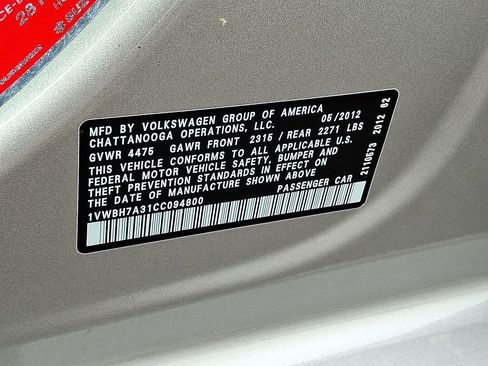 MFD BY VOLKSWAGEN GROUP OF AMERICA 05/2012
CHATTANOOGA OPERATIONS, LLC.
GVWR 4475 GAWR FRONT 2315 / REAR 2271 LBS
THIS VEHICLE CONFORMS TO ALL APPLICABLE U.S.
FEDERAL MOTOR VEHICLE SAFETY, BUMPER AND
THEFT PREVENTION STANDARDS IN EFFECT ON
THE DATE OF MANUFACTURE SHOWN ABOVE
PASSENGER CAR
1VWBH7A31CC094800
2110573 2012 62